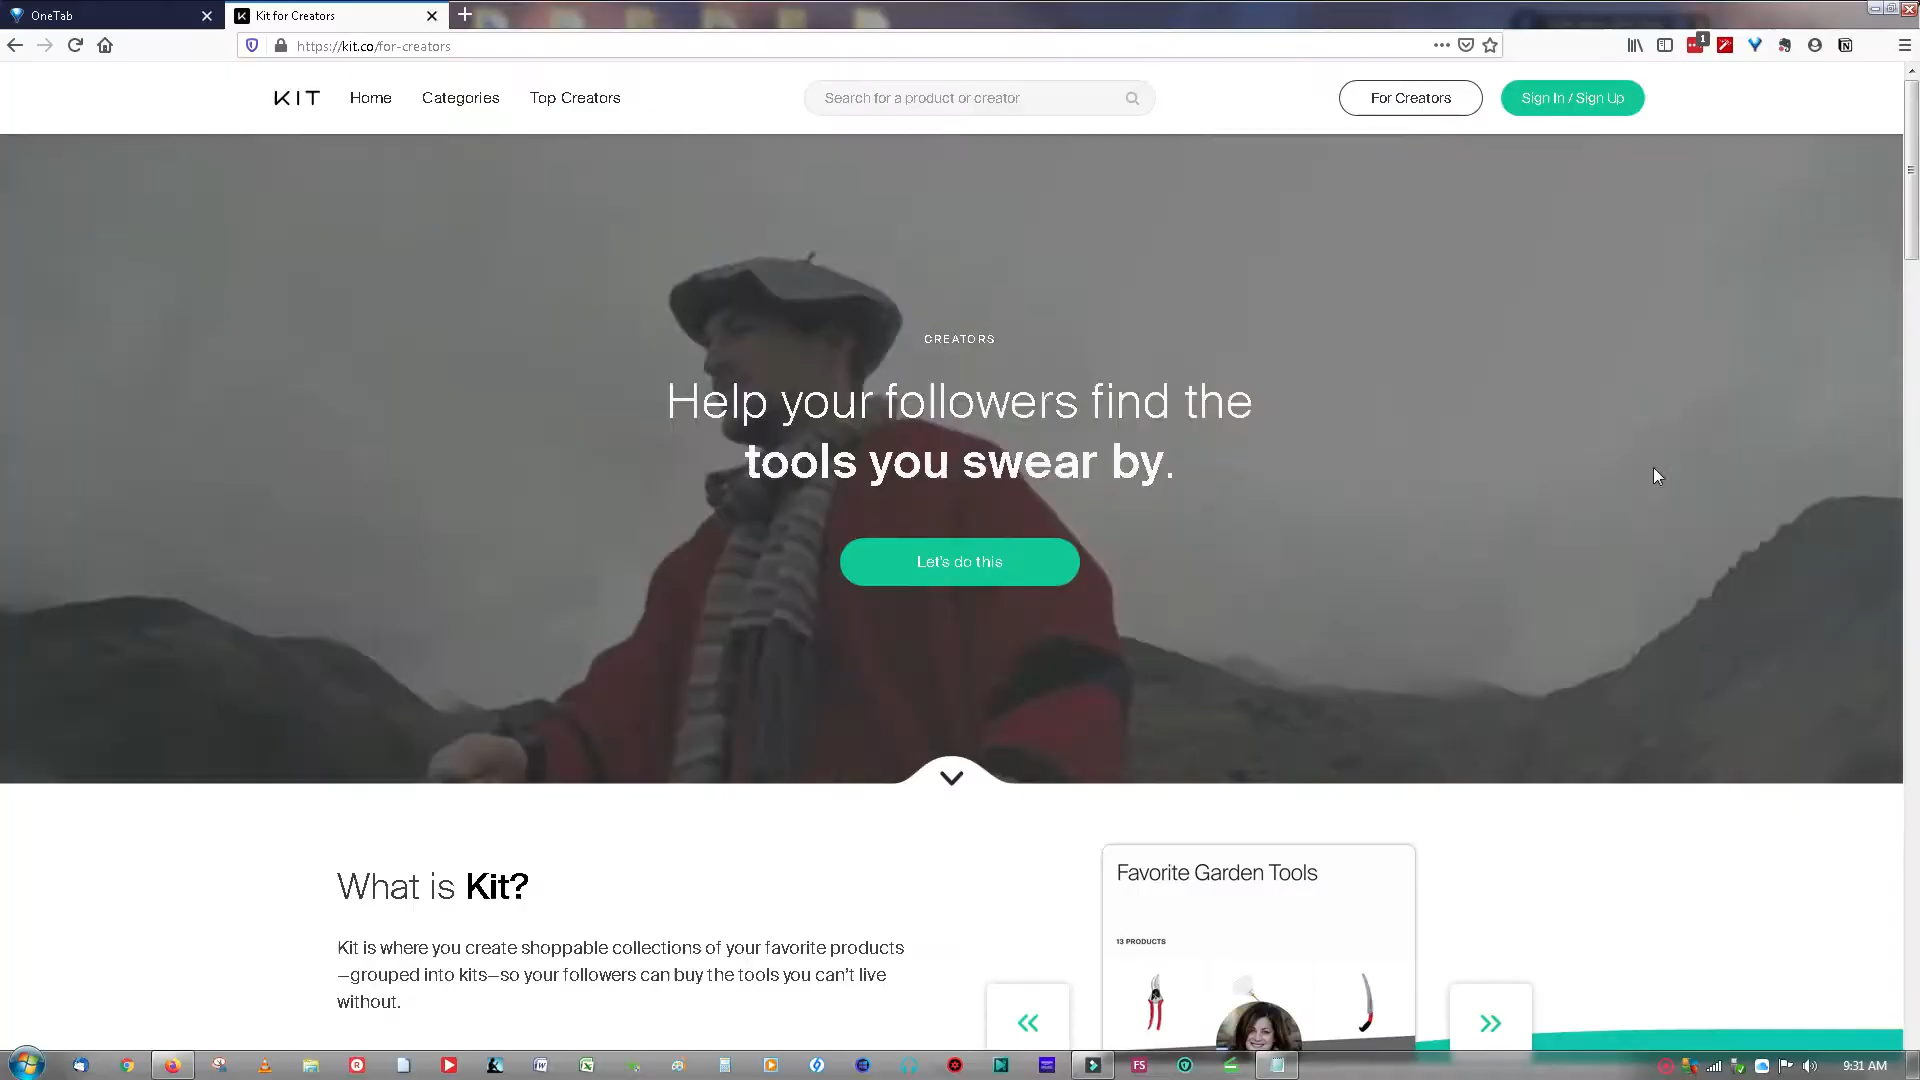 OneTab
Kit for Creators
https://kit.co/for-creators
1
KIT
Home
Categories
Top Creators
Search for a product or creator
For Creators
Sign In / Sign Up
CREATORS
Help your followers find the
tools you swear by.
Let's do this
What is Kit?
Kit is where you create shoppable collections of your favorite products
—grouped into kits—so your followers can buy the tools you can't live
without.
Favorite Garden Tools
13 PRODUCTS
FS
9:31 AM